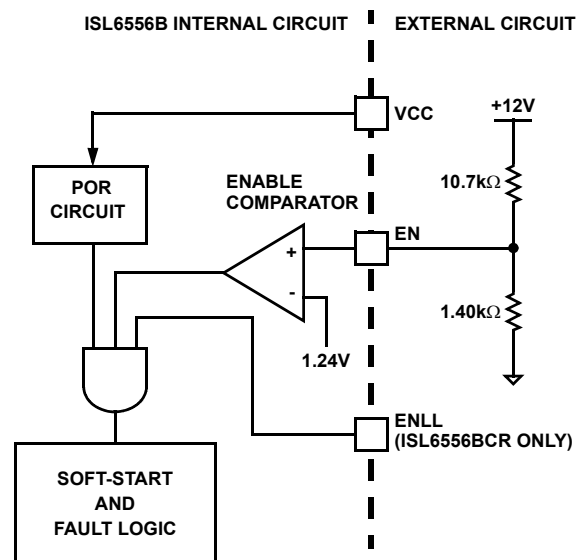 ISL6556B INTERNAL CIRCUIT
EXTERNAL CIRCUIT
VCC
+12V
POR
CIRCUIT
ENABLE
COMPARATOR
10.7kΩ
EN
+
-
1.40kΩ
1.24V
ENLL
(ISL6556BCR ONLY)
SOFT-START
AND
FAULT LOGIC